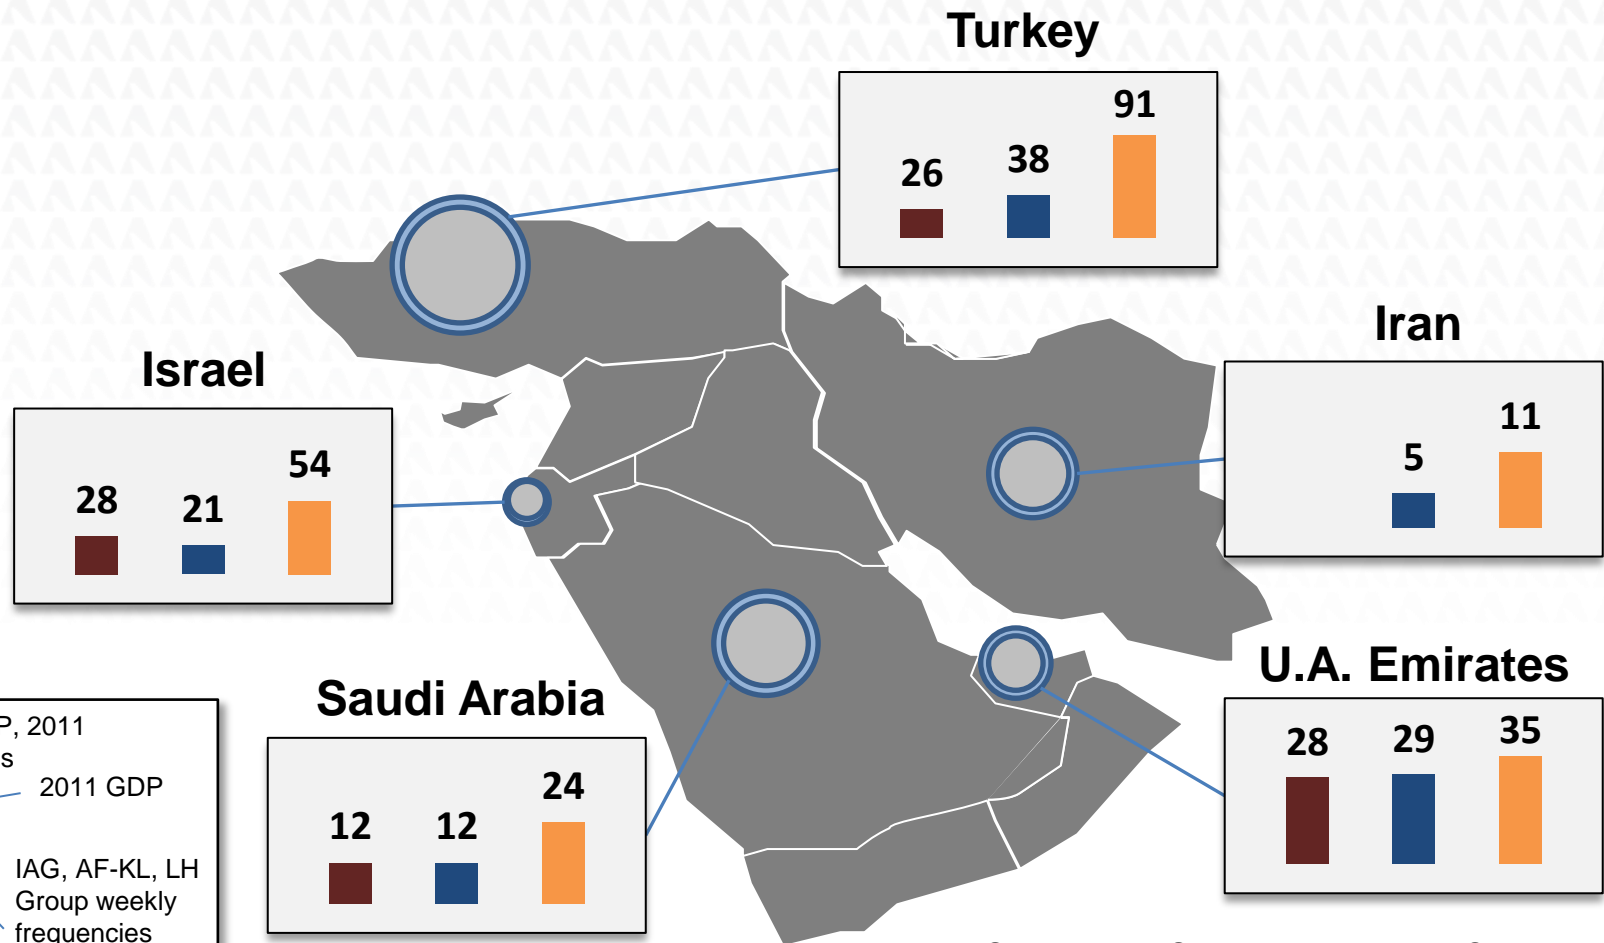 Turkey
26 38 91
Iran
5 11
Israel
28 21 54
Saudi Arabia
12 12 24
U.A. Emirates
28 29 35
2011
2011 GDP
IAG, AF-KL, LH
Group weekly
frequencies